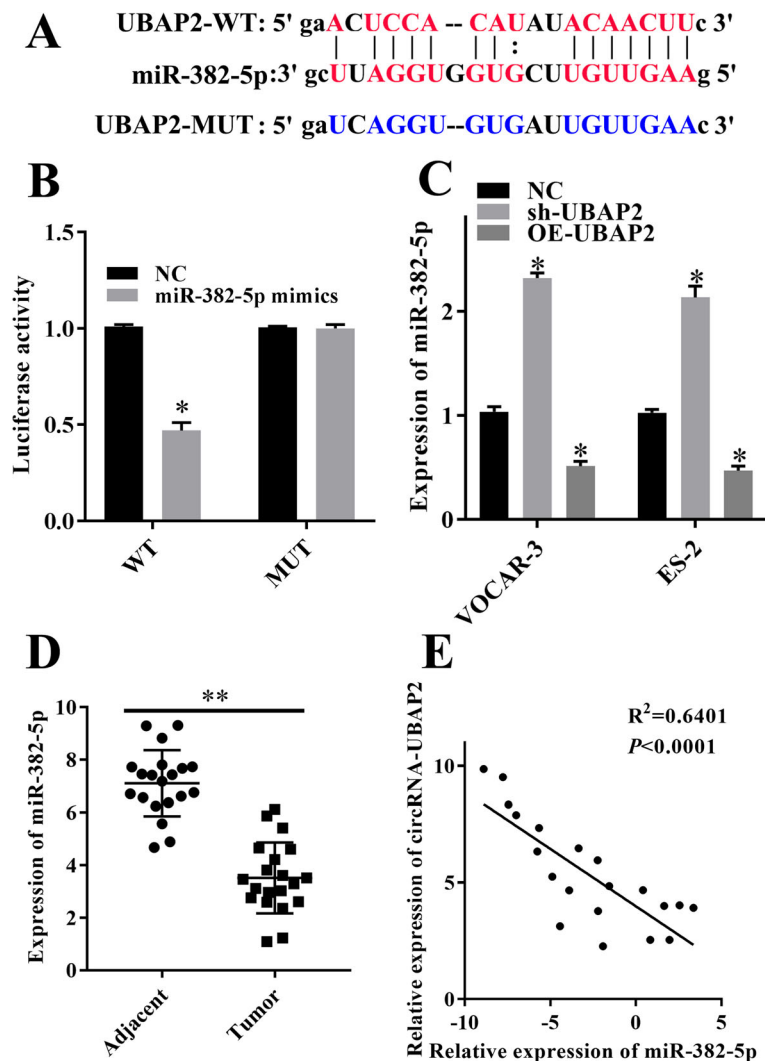 A
UBAP2-WT: 5' gaACUCCA -- CAUAUACAACUUc 3'
miR-382-5p:3' gcUUAGGUGGUGCUUGUUGAAg 5'
UBAP2-MUT: 5' gaUCAGGU--GUGAUUGUUGAAc 3'
B
Luciferase activity
1.5
1.0
0.5
0.0
NC
miR-382-5p mimics
*
WT
MUT
C
NC
sh-UBAP2
OE-UBAP2
Expression of miR-382-5p
2
1
0
*
*
*
*
VOCAR-3
ES-2
D
**
Expression of miR-382-5p
10
8
6
4
2
0
Adjacent
Tumor
E
R²=0.6401
P<0.0001
Relative expression of circRNA-UBAP2
10
5
0
-10
-5
0
5
Relative expression of miR-382-5p